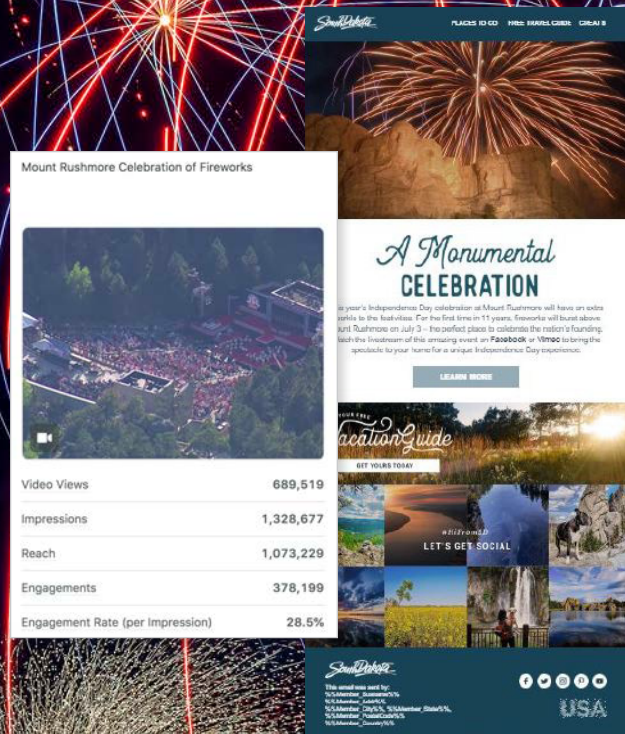 Mount Rushmore Celebration of Fireworks
Video Views 689,519
Impressions 1,328,677
Reach 1,073,229
Engagements 378,199
Engagement Rate (per Impression) 28.5%
South Dakota
PLACES TO GO FREE TRAVEL GUIDE
A Monumental
CELEBRATION
year's Independence Day celebration at Mount Rushmore will have an extra
to the festivities. For the first time in 11 years, fireworks will burst above
Rushmore on July 3 – the perfect place to celebrate the nation's founding.
the livestream of this amazing event on Facebook or Vimeo to bring the
spectacle to your home for a unique Independence Day experience.
LEARN MORE
YOUR FREE
acationGuide
GET YOURS TODAY
#HiFromSD
LET'S GET SOCIAL
South Dakota
This email was sent by:
%%Member_Busname%%
%%Member_Addr%%
%%Member_City%%, %%Member_State%%,
%%Member_PostalCode%%
%%Member_Country%%
USA